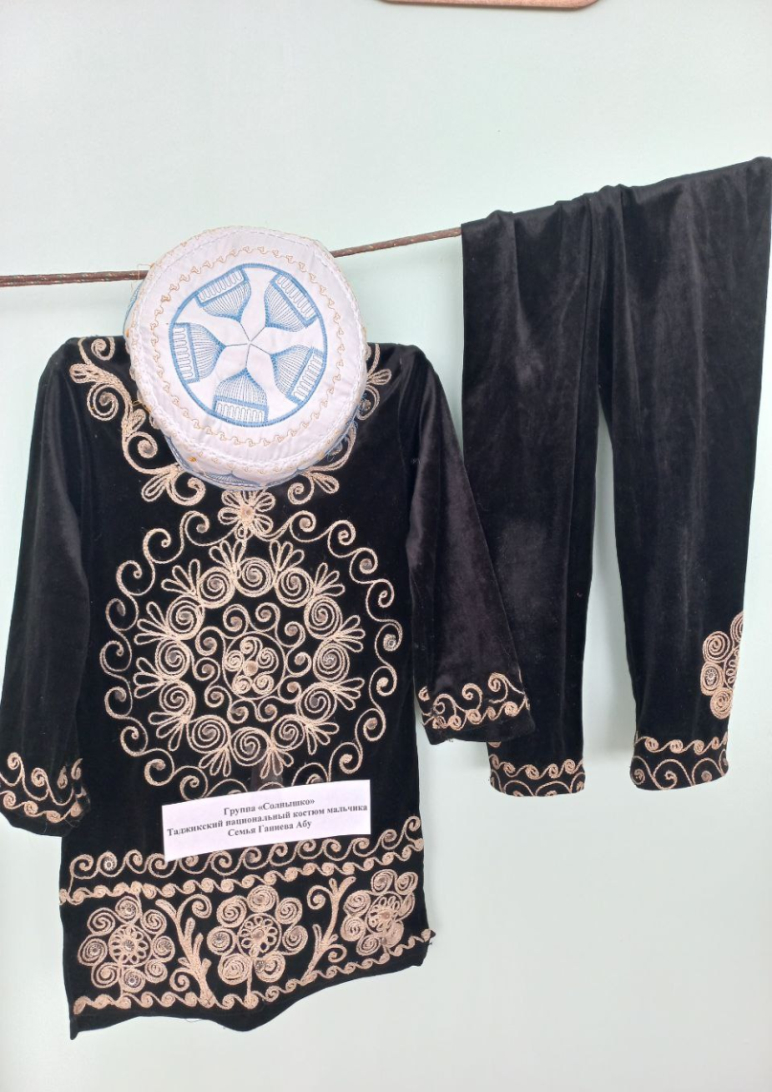 Группа «Солнышко»
Таджикский национальный костюм мальчика
Семья Ганиева Абу